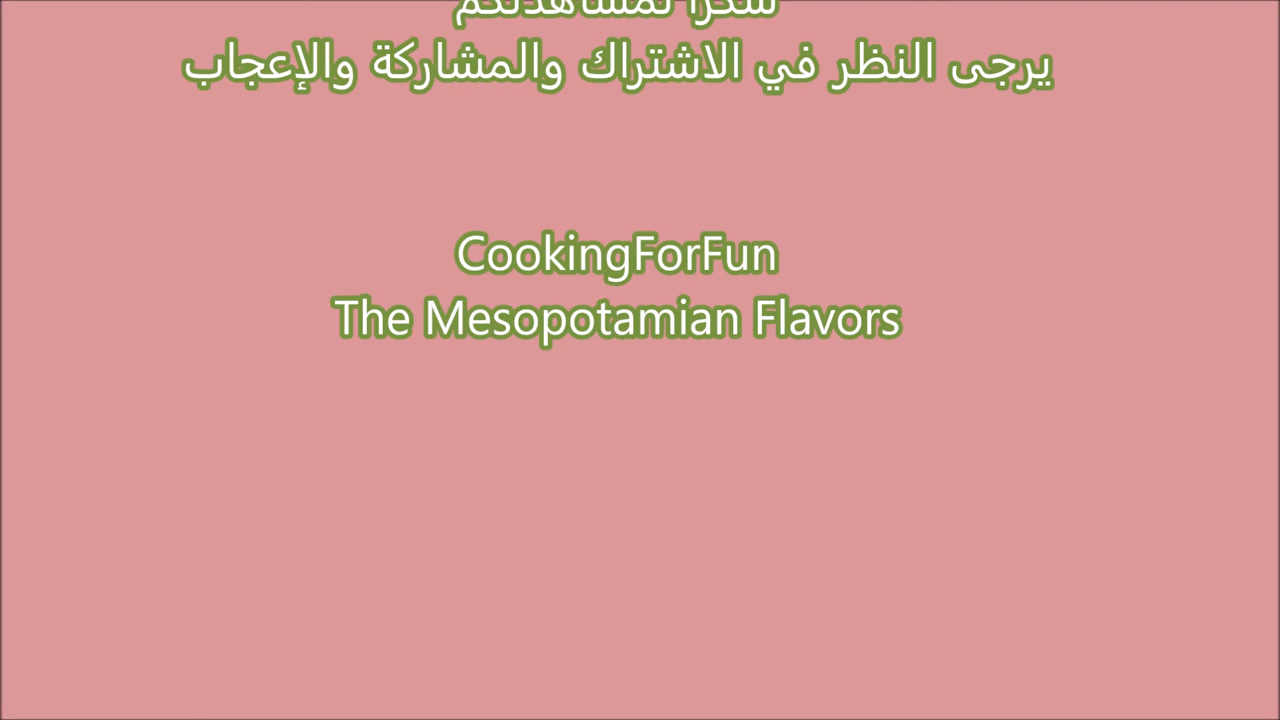 شكرا لمشاهدتكم
يرجى النظر في الاشتراك والمشاركة والإعجاب
CookingForFun
The Mesopotamian Flavors